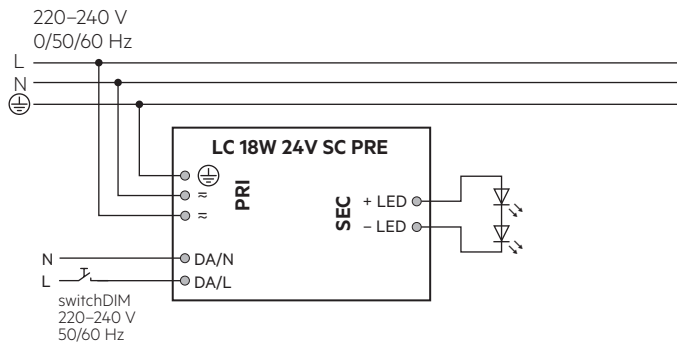 220–240 V
0/50/60 Hz
L
N
LC 18W 24V SC PRE
PRI
≂
≂
SEC
+ LED
– LED
N
DA/N
L
DA/L
switchDIM
220–240 V
50/60 Hz